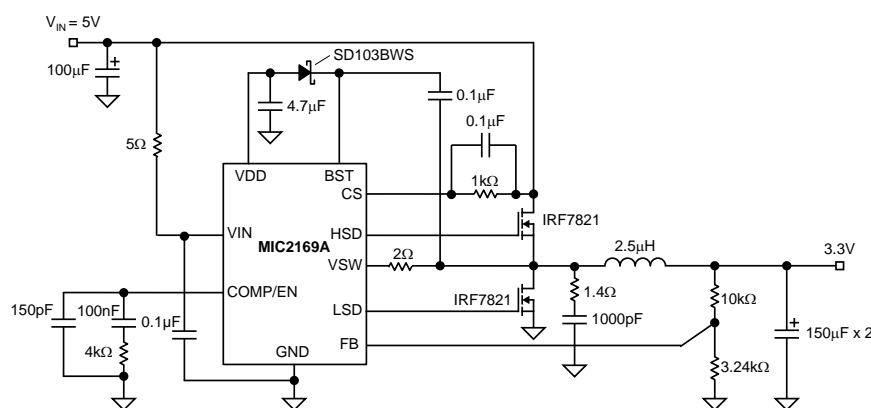 VIN = 5V
SD103BWS
100µF
4.7µF
0.1µF
0.1µF
5Ω
1kΩ
VDD
BST
CS
IRF7821
HSD
MIC2169A
VIN
2.5µH
3.3V
2Ω
VSW
COMP/EN
IRF7821
1.4Ω
10kΩ
150pF
100nF
0.1µF
LSD
1000pF
150µF x 2
4kΩ
FB
GND
3.24kΩ